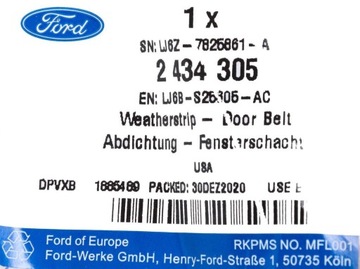 Ford
1 x
SN: LJ6Z - 7825861 - A
2 434 305
EN: LJ6B - S25305 - AC
Weatherstrip - Door Belt
Abdichtung - Fensterschacht
USA
DPVXB 1665469 PACKED: 30DEZ2020 USE B
Ford of Europe RKPMS NO. MFL001
Ford-Werke GmbH, Henry-Ford-Straße 1, 50735 Köln